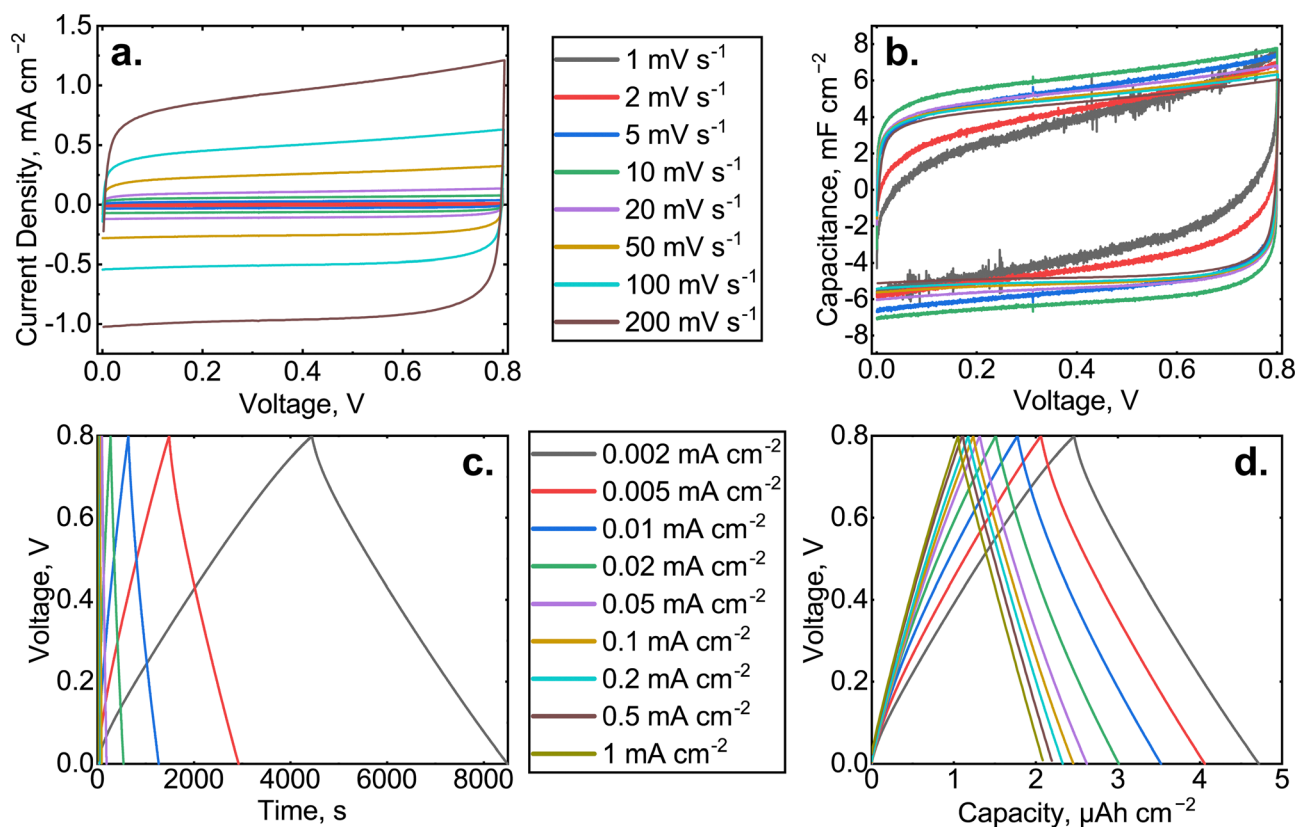 a.
1.5
1.0
0.5
0.0
-0.5
-1.0
Current Density, mA cm⁻²
0.0 0.2 0.4 0.6 0.8
Voltage, V
1 mV s⁻¹
2 mV s⁻¹
5 mV s⁻¹
10 mV s⁻¹
20 mV s⁻¹
50 mV s⁻¹
100 mV s⁻¹
200 mV s⁻¹
b.
8
6
4
2
0
-2
-4
-6
-8
Capacitance, mF cm⁻²
0.0 0.2 0.4 0.6 0.8
Voltage, V
c.
0.8
0.6
0.4
0.2
0.0
Voltage, V
0 2000 4000 6000 8000
Time, s
0.002 mA cm⁻²
0.005 mA cm⁻²
0.01 mA cm⁻²
0.02 mA cm⁻²
0.05 mA cm⁻²
0.1 mA cm⁻²
0.2 mA cm⁻²
0.5 mA cm⁻²
1 mA cm⁻²
d.
0.8
0.6
0.4
0.2
0.0
Voltage, V
0 1 2 3 4 5
Capacity, µAh cm⁻²